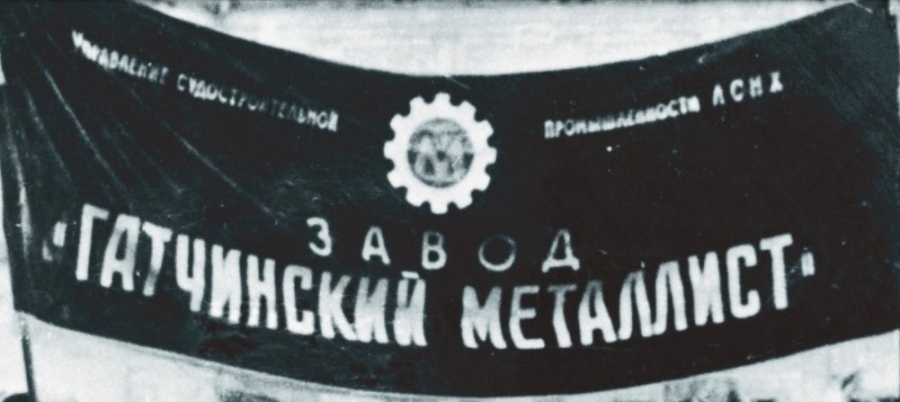 УПРАВЛЕНИЕ СУДОСТРОИТЕЛЬНОЙ ПРОМЫШЛЕННОСТИ ЛСНХ
ЗАВОД
"ГАТЧИНСКИЙ МЕТАЛЛИСТ"